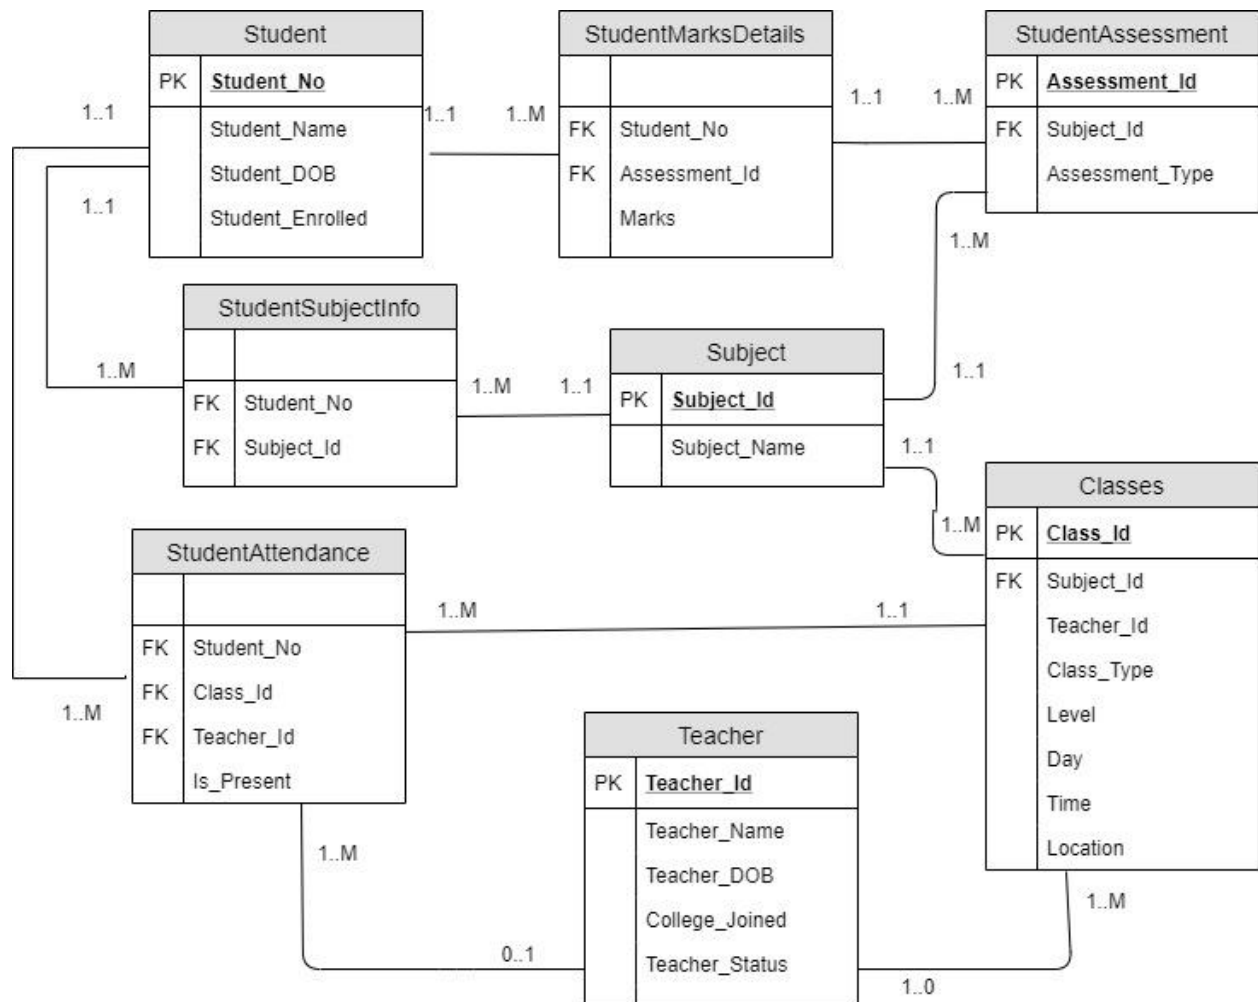 Student
PK Student_No
Student_Name
Student_DOB
Student_Enrolled
StudentMarksDetails
FK Student_No
FK Assessment_Id
Marks
StudentAssessment
PK Assessment_Id
FK Subject_Id
Assessment_Type
1..1
1..1
1..1
1..M
1..1
1..M
1..M
StudentSubjectInfo
FK Student_No
FK Subject_Id
1..M
1..M
1..1
Subject
PK Subject_Id
Subject_Name
1..1
1..1
1..M
Classes
PK Class_Id
FK Subject_Id
Teacher_Id
Class_Type
Level
Day
Time
Location
StudentAttendance
FK Student_No
FK Class_Id
FK Teacher_Id
Is_Present
1..M
1..1
1..M
1..M
Teacher
PK Teacher_Id
Teacher_Name
Teacher_DOB
College_Joined
Teacher_Status
0..1
1..0
1..M